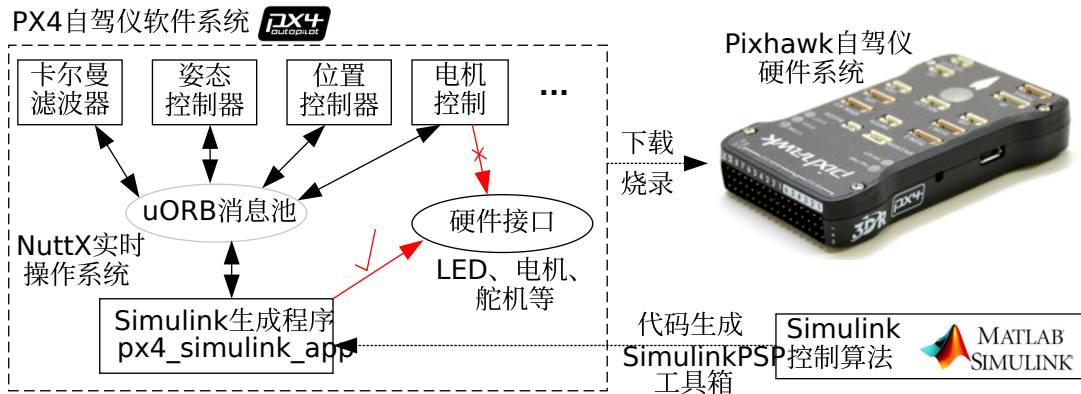 PX4自驾仪软件系统
px4
autopilot
卡尔曼
滤波器
姿态
控制器
位置
控制器
电机
控制
...
uORB消息池
硬件接口
LED、电机、
舵机等
NuttX实时
操作系统
Simulink生成程序
px4_simulink_app
下载
烧录
Pixhawk自驾仪
硬件系统
pixhawk
3DR
px4
代码生成
SimulinkPSP
工具箱
Simulink
控制算法
MATLAB
SIMULINK®